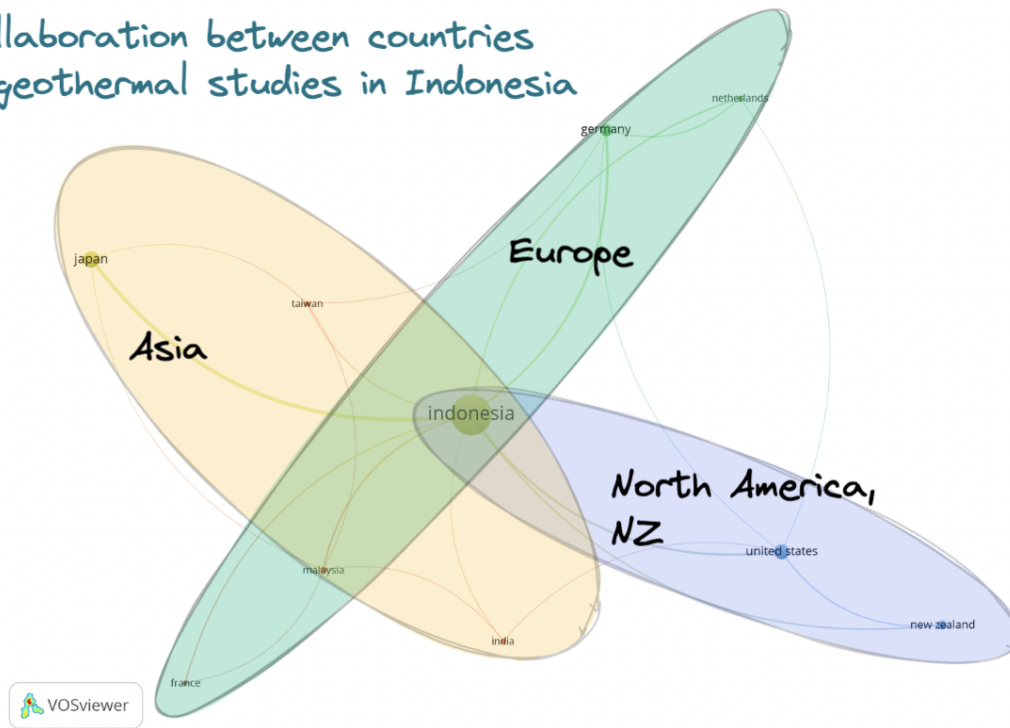 llaboration between countries
geothermal studies in Indonesia
netherlands
germany
Europe
japan
taiwan
Asia
indonesia
North America,
NZ
united states
malaysia
new zealand
india
france
VOSviewer